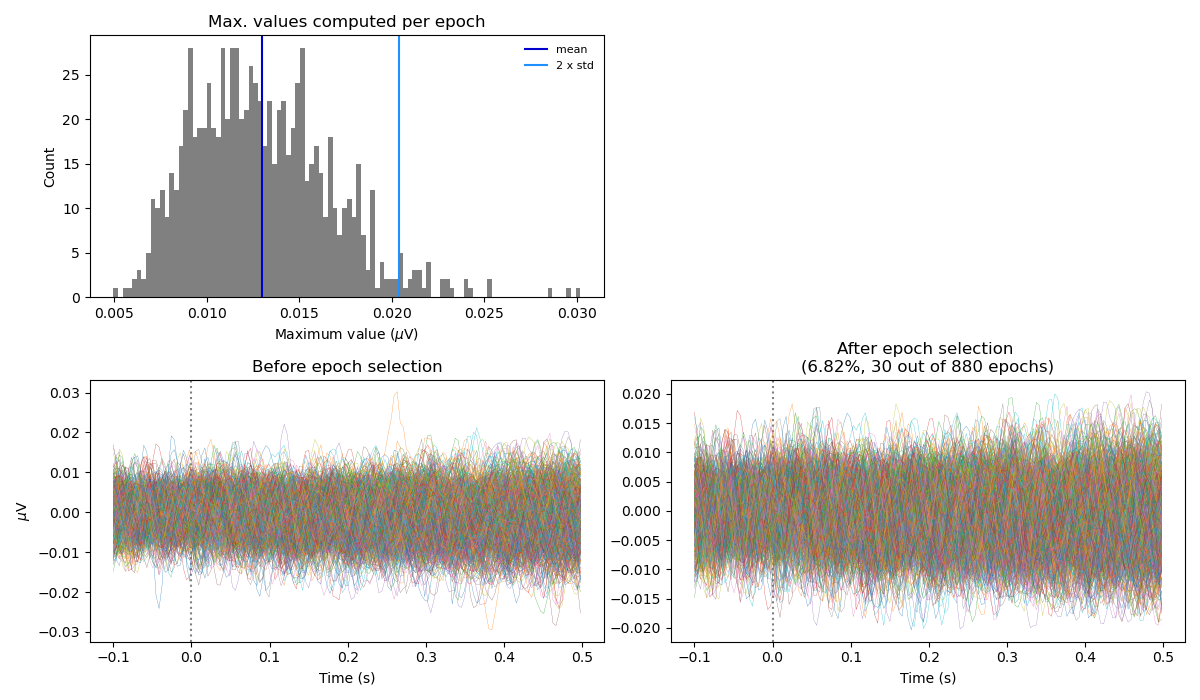 Max. values computed per epoch
mean
2 x std
25
20
15
10
5
0
Count
0.005 0.010 0.015 0.020 0.025 0.030
Maximum value (μV)
Before epoch selection
0.03
0.02
0.01
0.00
−0.01
−0.02
−0.03
μV
−0.1 0.0 0.1 0.2 0.3 0.4 0.5
Time (s)
After epoch selection
(6.82%, 30 out of 880 epochs)
0.020
0.015
0.010
0.005
0.000
−0.005
−0.010
−0.015
−0.020
−0.1 0.0 0.1 0.2 0.3 0.4 0.5
Time (s)